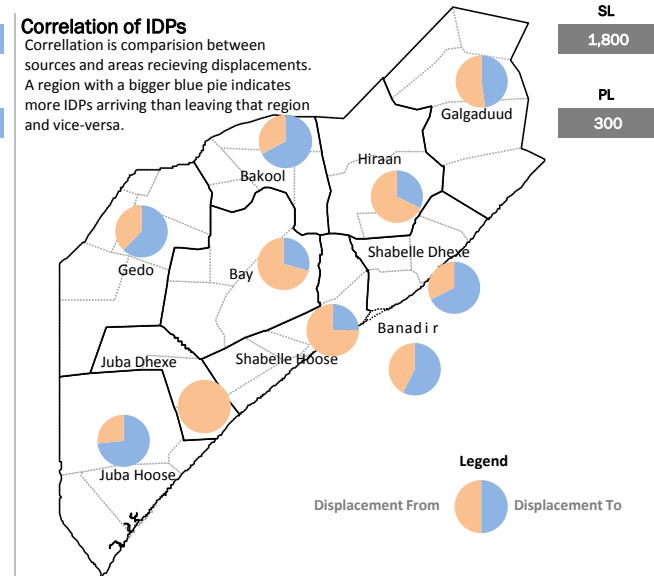 Correlation of IDPs
Correllation is comparision between
sources and areas recieving displacements.
A region with a bigger blue pie indicates
more IDPs arriving than leaving that region
and vice-versa.
SL
1,800
PL
300
Galgaduud
Hiraan
Bakool
Shabelle Dhexe
Gedo
Bay
Banadir
Shabelle Hoose
Juba Dhexe
Juba Hoose
Legend
Displacement From
Displacement To